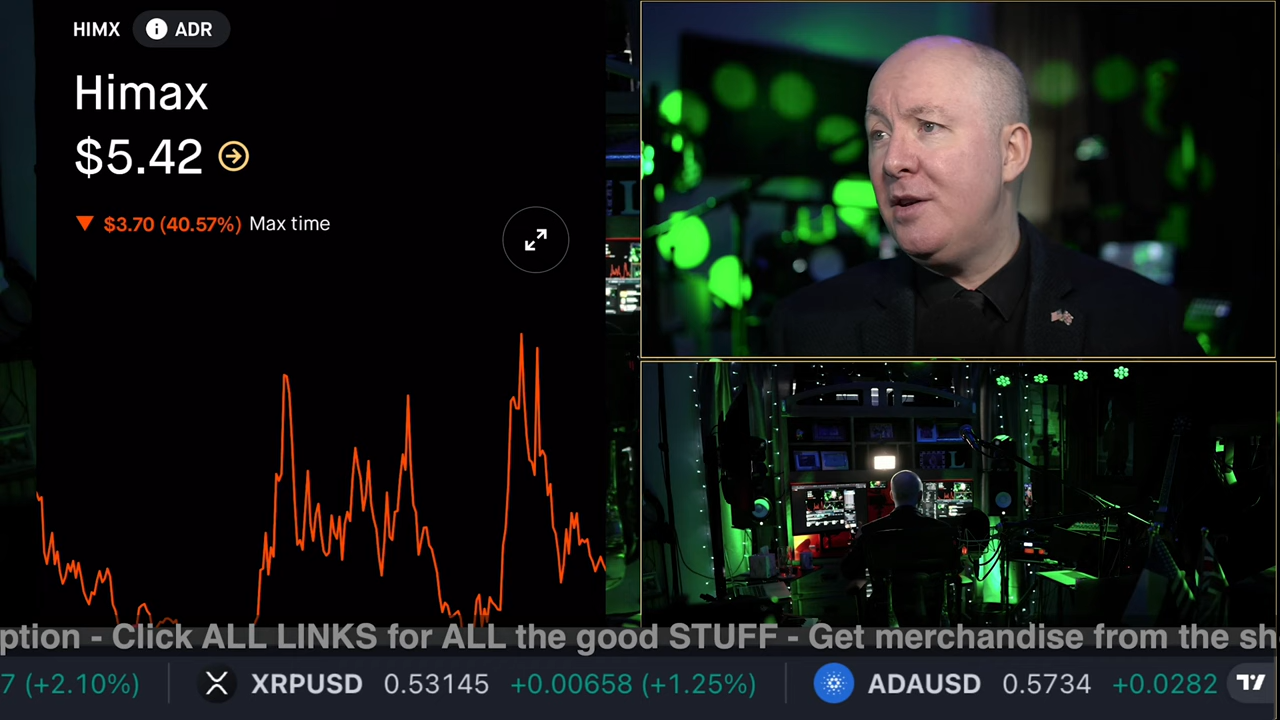 HIMX ADR
Himax
$5.42
▼ $3.70 (40.57%) Max time
L
ption - Click ALL LINKS for ALL the good STUFF - Get merchandise from the sh
7 (+2.10%) XRPUSD 0.53145 +0.00658 (+1.25%) ADAUSD 0.5734 +0.0282